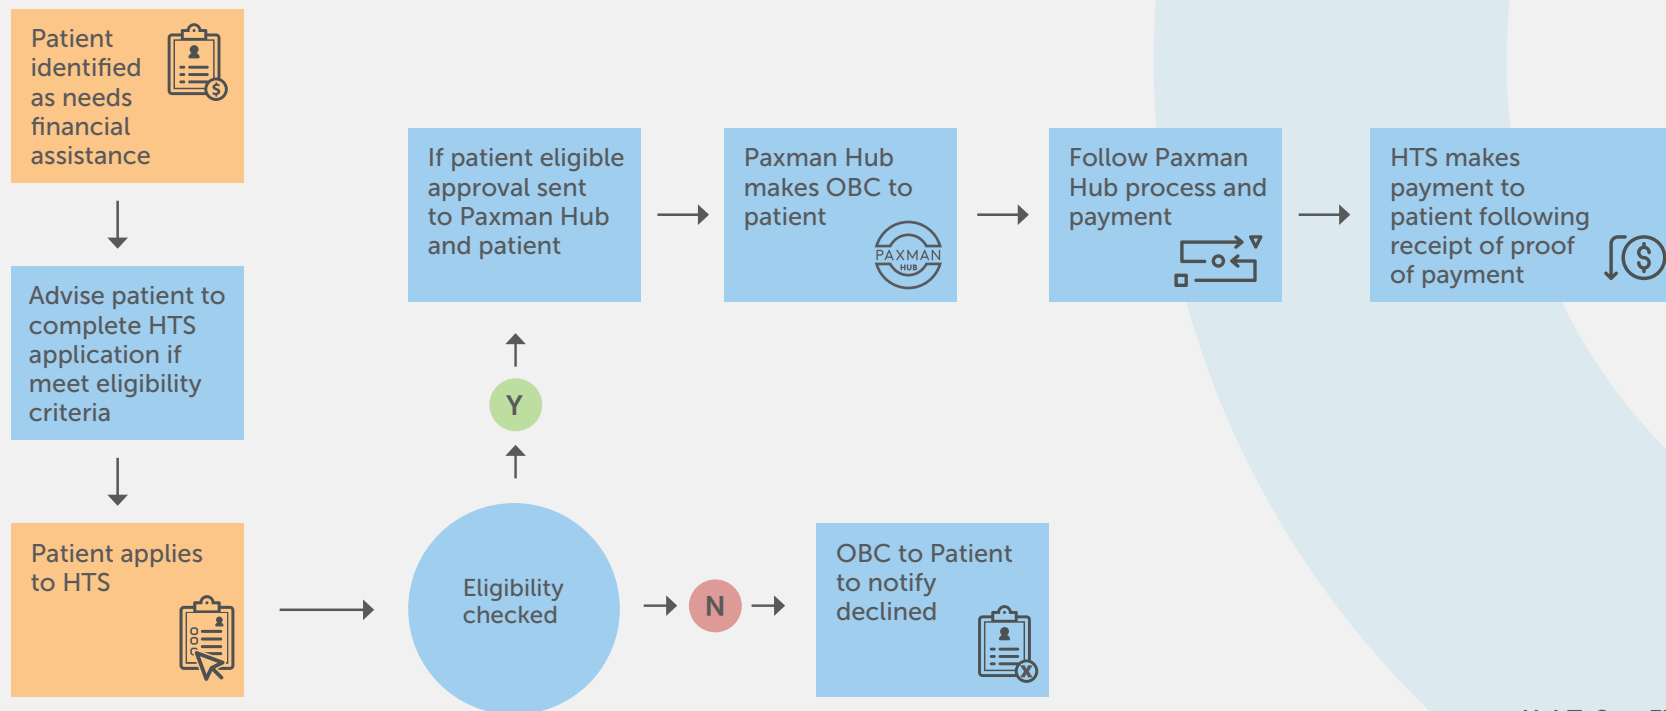 Patient
identified
as needs
financial
assistance
$
Advise patient to
complete HTS
application if
meet eligibility
criteria
Patient applies
to HTS
Eligibility
checked
Y
If patient eligible
approval sent
to Paxman Hub
and patient
Paxman Hub
makes OBC to
patient
PAXMAN
HUB
Follow Paxman
Hub process and
payment
HTS makes
payment to
patient following
receipt of proof
of payment
$
N
OBC to Patient
to notify
declined
X